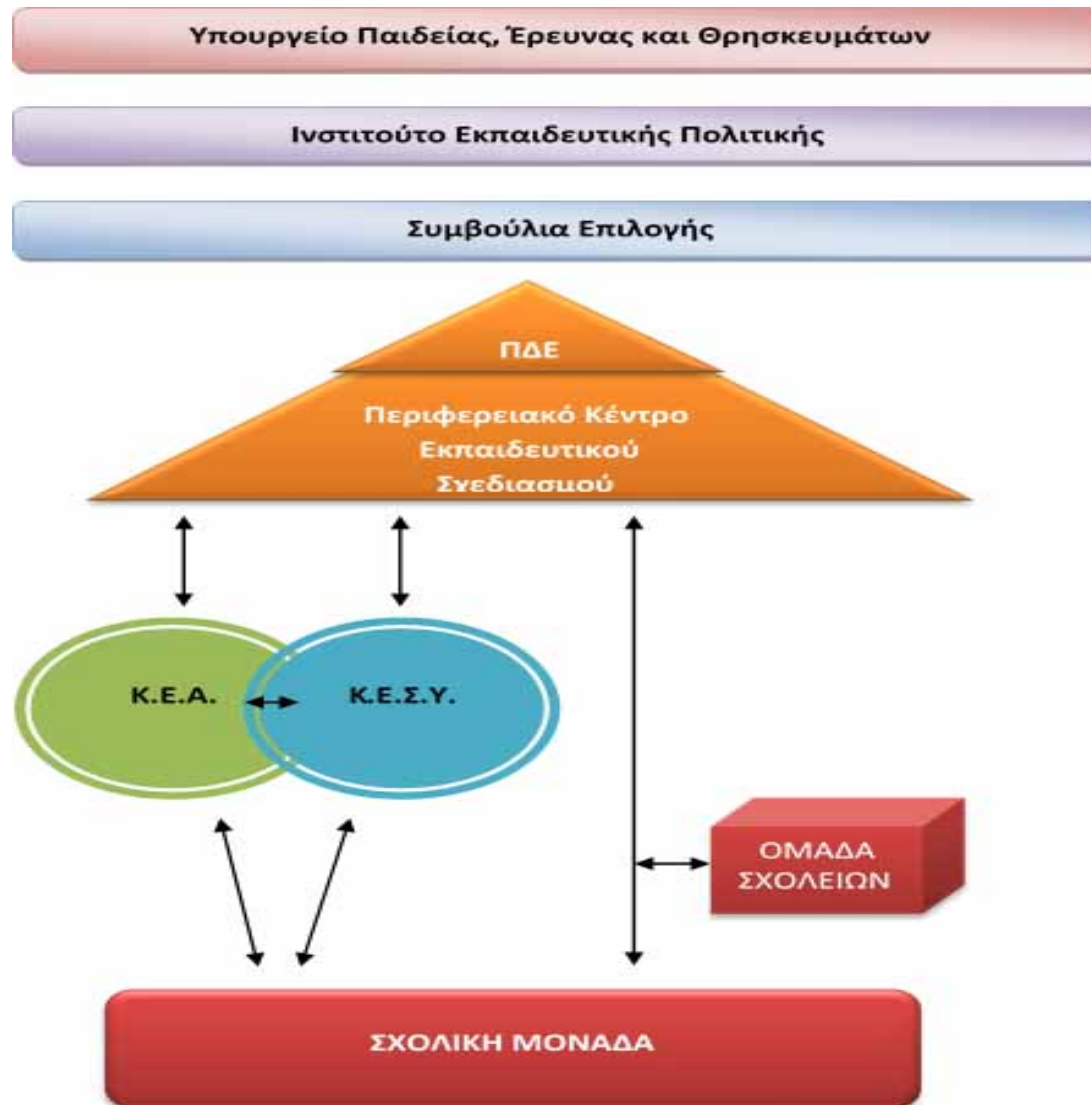 Υπουργείο Παιδείας, Έρευνας και Θρησκευμάτων
Ινστιτούτο Εκπαιδευτικής Πολιτικής
Συμβούλια Επιλογής
ΠΔΕ
Περιφερειακό Κέντρο
Εκπαιδευτικού
Σχεδιασμού
Κ.Ε.Α.
Κ.Ε.Σ.Υ.
ΟΜΑΔΑ
ΣΧΟΛΕΙΩΝ
ΣΧΟΛΙΚΗ ΜΟΝΑΔΑ